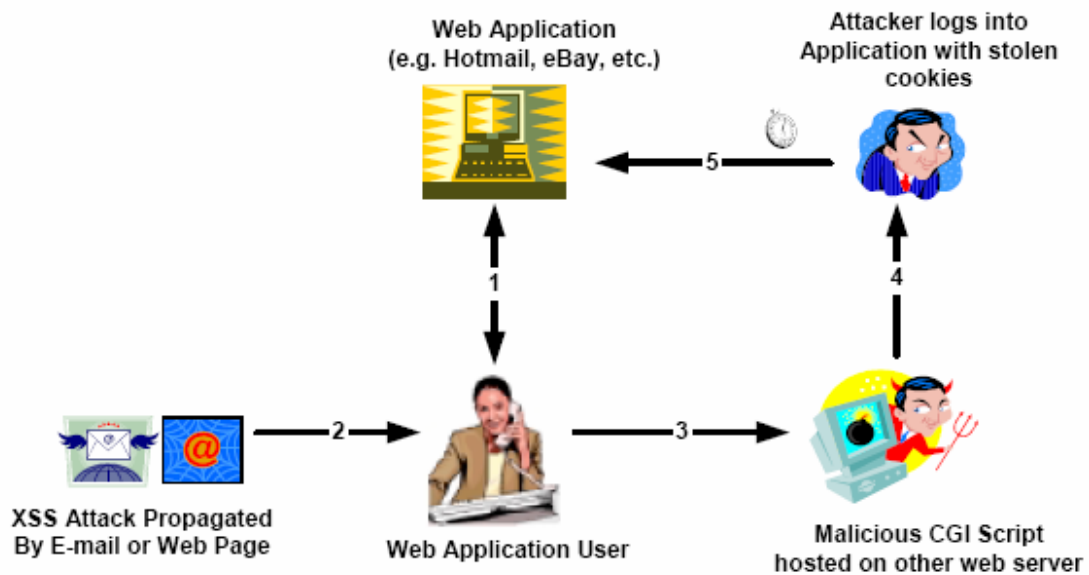 Web Application
(e.g. Hotmail, eBay, etc.)
Attacker logs into
Application with stolen
cookies
5
1
4
@
@
2
3
XSS Attack Propagated
By E-mail or Web Page
Web Application User
Malicious CGI Script
hosted on other web server